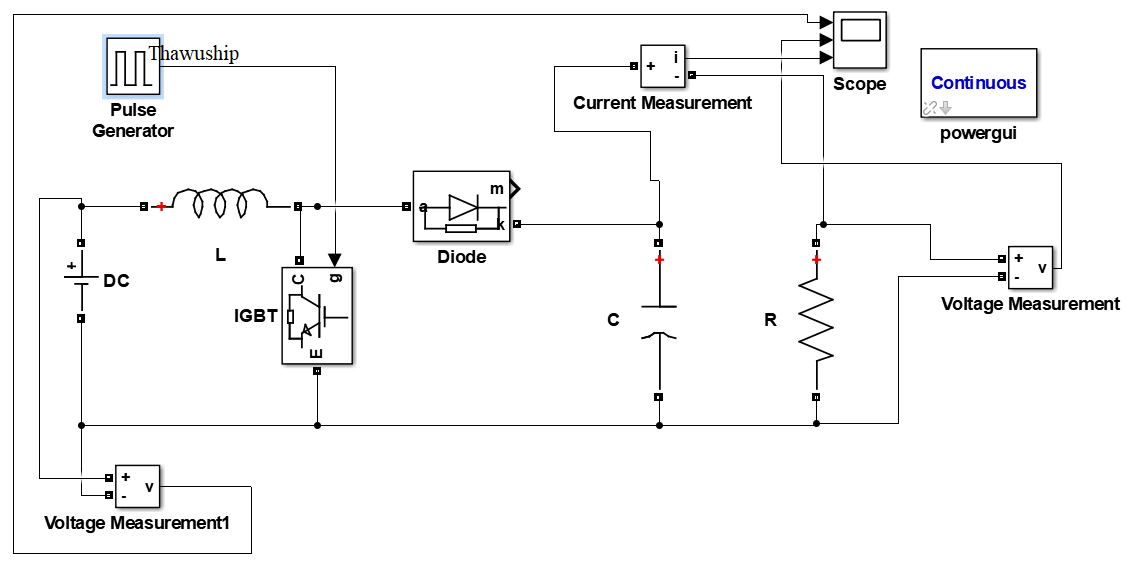 Thawuship
Pulse
Generator
i
+
-
Current Measurement
Scope
Continuous
powergui
+
L
a
m
k
Diode
+
DC
C
g
E
IGBT
+
C
+
R
+
-
v
Voltage Measurement
+
-
v
Voltage Measurement1